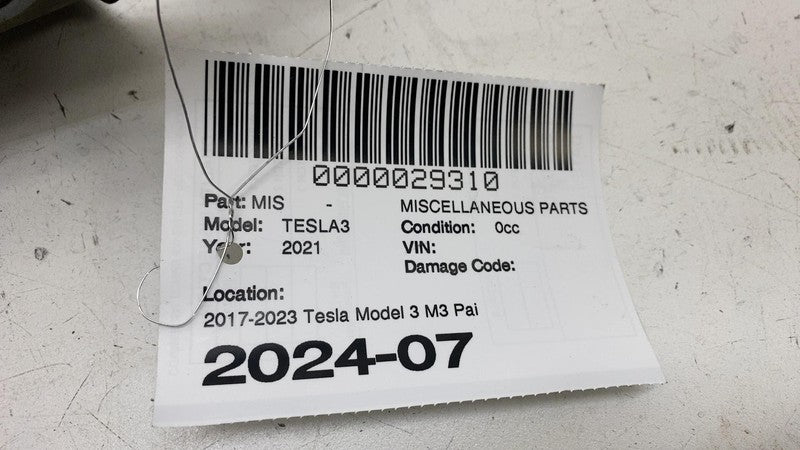 0000029310
Part: MIS - MISCELLANEOUS PARTS
Model: TESLA3 Condition: 0cc
Year: 2021 VIN:
Damage Code:
Location:
2017-2023 Tesla Model 3 M3 Pai
2024-07